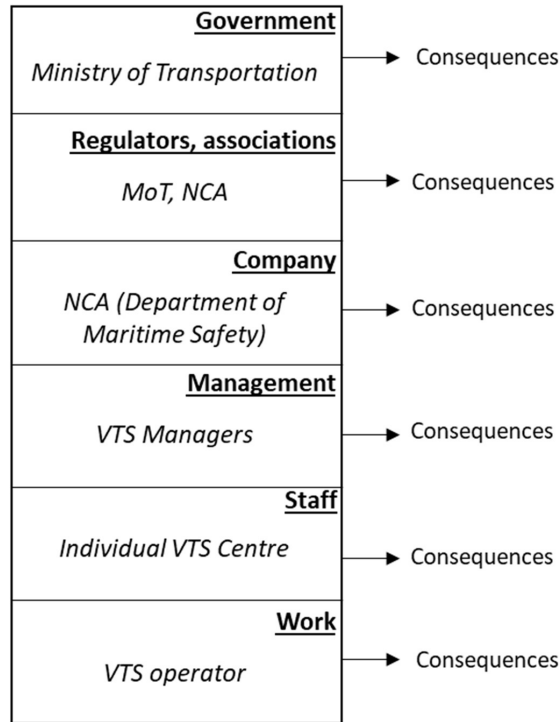 Government
Ministry of Transportation
Consequences
Regulators, associations
MoT, NCA
Consequences
Company
NCA (Department of
Maritime Safety)
Consequences
Management
VTS Managers
Consequences
Staff
Individual VTS Centre
Consequences
Work
VTS operator
Consequences